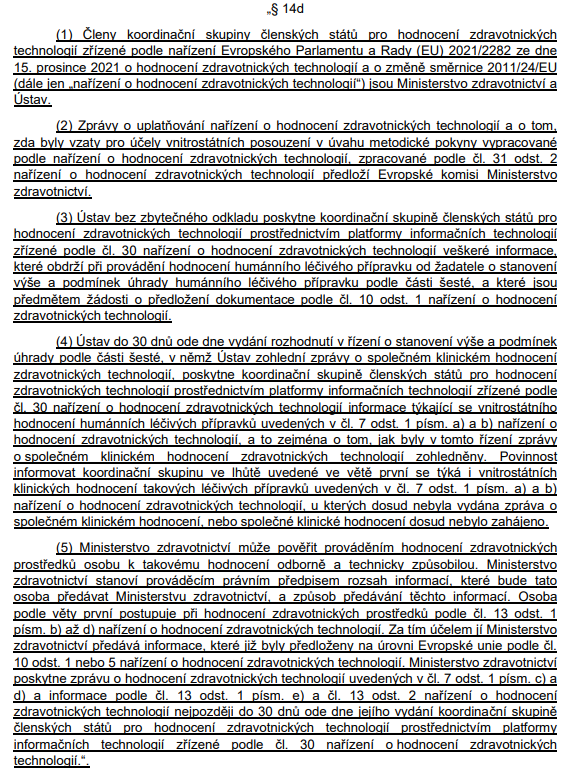 „§ 14d
(1) Členy koordinační skupiny členských států pro hodnocení zdravotnických
technologií zřízené podle nařízení Evropského Parlamentu a Rady (EU) 2021/2282 ze dne
15. prosince 2021 o hodnocení zdravotnických technologií a o změně směrnice 2011/24/EU
(dále jen „nařízení o hodnocení zdravotnických technologií“) jsou Ministerstvo zdravotnictví a
Ústav.
(2) Zprávy o uplatňování nařízení o hodnocení zdravotnických technologií a o tom,
zda byly vzaty pro účely vnitrostátních posouzení v úvahu metodické pokyny vypracované
podle nařízení o hodnocení zdravotnických technologií, zpracované podle čl. 31 odst. 2
nařízení o hodnocení zdravotnických technologií předloží Evropské komisi Ministerstvo
zdravotnictví.
(3) Ústav bez zbytečného odkladu poskytne koordinační skupině členských států pro
hodnocení zdravotnických technologií prostřednictvím platformy informačních technologií
zřízené podle čl. 30 nařízení o hodnocení zdravotnických technologií veškeré informace,
které obdrží při provádění hodnocení humánního léčivého přípravku od žadatele o stanovení
výše a podmínek úhrady humánního léčivého přípravku podle části šesté, a které jsou
předmětem žádosti o předložení dokumentace podle čl. 10 odst. 1 nařízení o hodnocení
zdravotnických technologií.
(4) Ústav do 30 dnů ode dne vydání rozhodnutí v řízení o stanovení výše a podmínek
úhrady podle části šesté, v němž Ústav zohlední zprávy o společném klinickém hodnocení
zdravotnických technologií, poskytne koordinační skupině členských států pro hodnocení
zdravotnických technologií prostřednictvím platformy informačních technologií zřízené podle
čl. 30 nařízení o hodnocení zdravotnických technologií informace týkající se vnitrostátního
hodnocení humánních léčivých přípravků uvedených v čl. 7 odst. 1 písm. a) a b) nařízení o
hodnocení zdravotnických technologií, a to zejména o tom, jak byly v tomto řízení zprávy
o společném klinickém hodnocení zdravotnických technologií zohledněny. Povinnost
informovat koordinační skupinu ve lhůtě uvedené ve větě první se týká i vnitrostátních
klinických hodnocení takových léčivých přípravků uvedených v čl. 7 odst. 1 písm. a) a b)
nařízení o hodnocení zdravotnických technologií, u kterých dosud nebyla vydána zpráva o
společném klinickém hodnocení, nebo společné klinické hodnocení dosud nebylo zahájeno.
(5) Ministerstvo zdravotnictví může pověřit prováděním hodnocení zdravotnických
prostředků osobu k takovému hodnocení odborně a technicky způsobilou. Ministerstvo
zdravotnictví stanoví prováděcím právním předpisem rozsah informací, které bude tato
osoba předávat Ministerstvu zdravotnictví, a způsob předávání těchto informací. Osoba
podle věty první postupuje při hodnocení zdravotnických prostředků podle čl. 13 odst. 1
písm. b) až d) nařízení o hodnocení zdravotnických technologií. Za tím účelem jí Ministerstvo
zdravotnictví předává informace, které již byly předloženy na úrovni Evropské unie podle čl.
10 odst. 1 nebo 5 nařízení o hodnocení zdravotnických technologií. Ministerstvo zdravotnictví
poskytne zprávu o hodnocení zdravotnických technologií uvedených v čl. 7 odst. 1 písm. c) a
d) a informace podle čl. 13 odst. 1 písm. e) a čl. 13 odst. 2 nařízení o hodnocení
zdravotnických technologií nejpozději do 30 dnů ode dne jejího vydání koordinační skupině
členských států pro hodnocení zdravotnických technologií prostřednictvím platformy
informačních technologií zřízené podle čl. 30 nařízení o hodnocení zdravotnických
technologií.“.